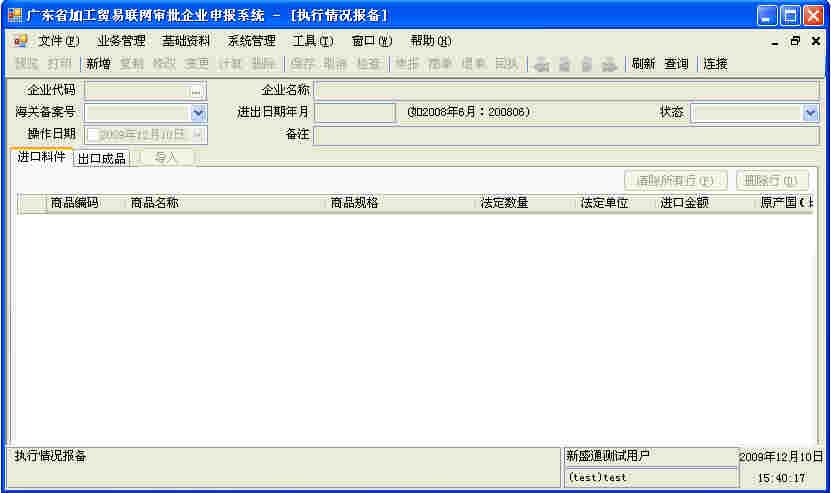 广东省加工贸易联网审批企业申报系统 - [执行情况报备]
文件(F) 业务管理 基础资料 系统管理 工具(T) 窗口(W) 帮助(H)
预览 打印 新增 复制 修改 变更 计算 删除 保存 取消 检查 申报 撤单 退单 回执 刷新 查询 连接
企业代码 ... 企业名称
海关备案号 进出日期年月 (如2008年6月：200806) 状态
操作日期 2009年12月10日 备注
进口料件 出口成品 导入
清除所有行(P) 删除行(D)
商品编码 商品名称 商品规格 法定数量 法定单位 进口金额 原产国(
执行情况报备 新盛通测试用户 2009年12月10日
(test)test 15:40:17